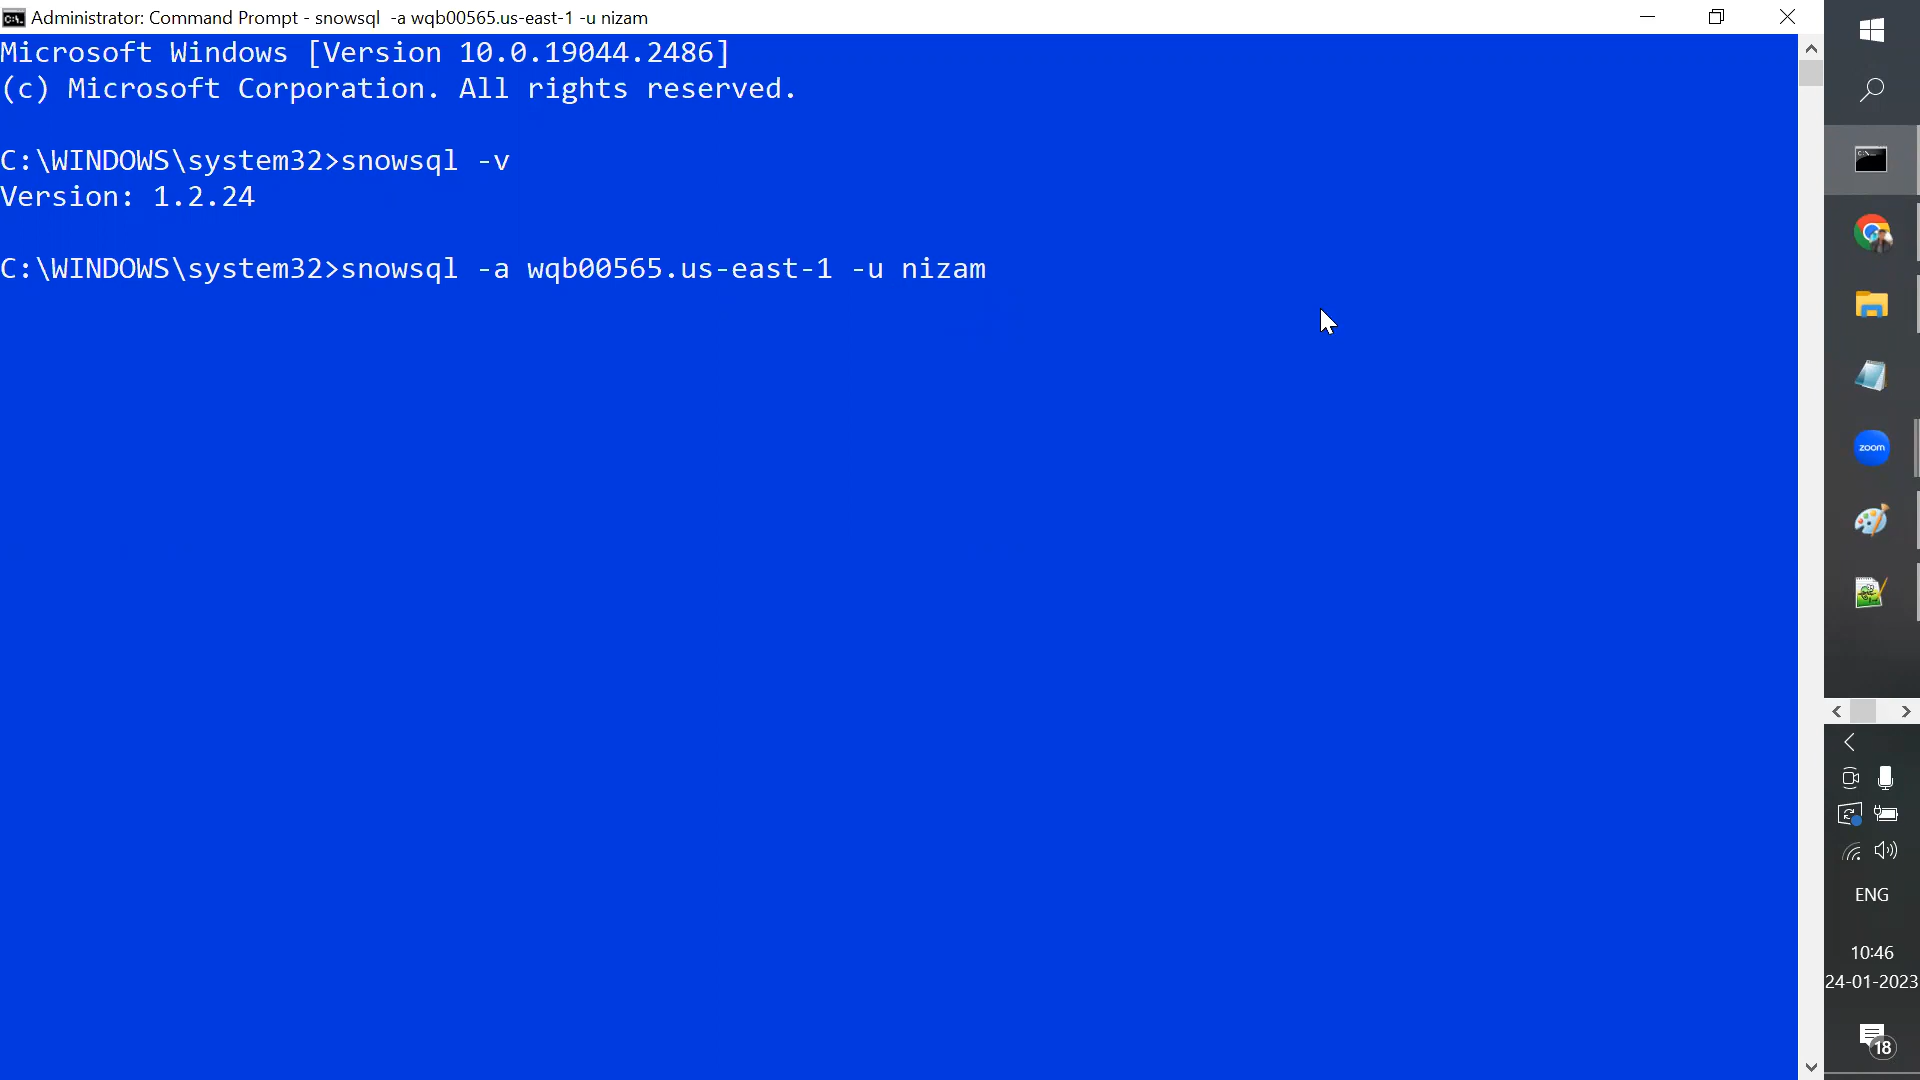 Administrator: Command Prompt - snowsql  -a wqb00565.us-east-1 -u nizam
Microsoft Windows [Version 10.0.19044.2486]
(c) Microsoft Corporation. All rights reserved.
C:\WINDOWS\system32>snowsql -v
Version: 1.2.24
C:\WINDOWS\system32>snowsql -a wqb00565.us-east-1 -u nizam
zoom
ENG
10:46
24-01-2023
18